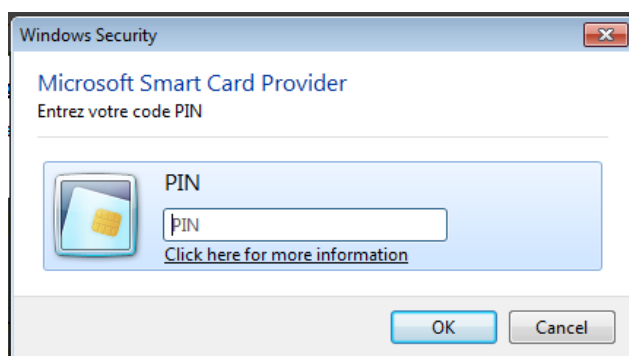 Windows Security
Microsoft Smart Card Provider
Entrez votre code PIN
PIN
PIN
Click here for more information
OK
Cancel